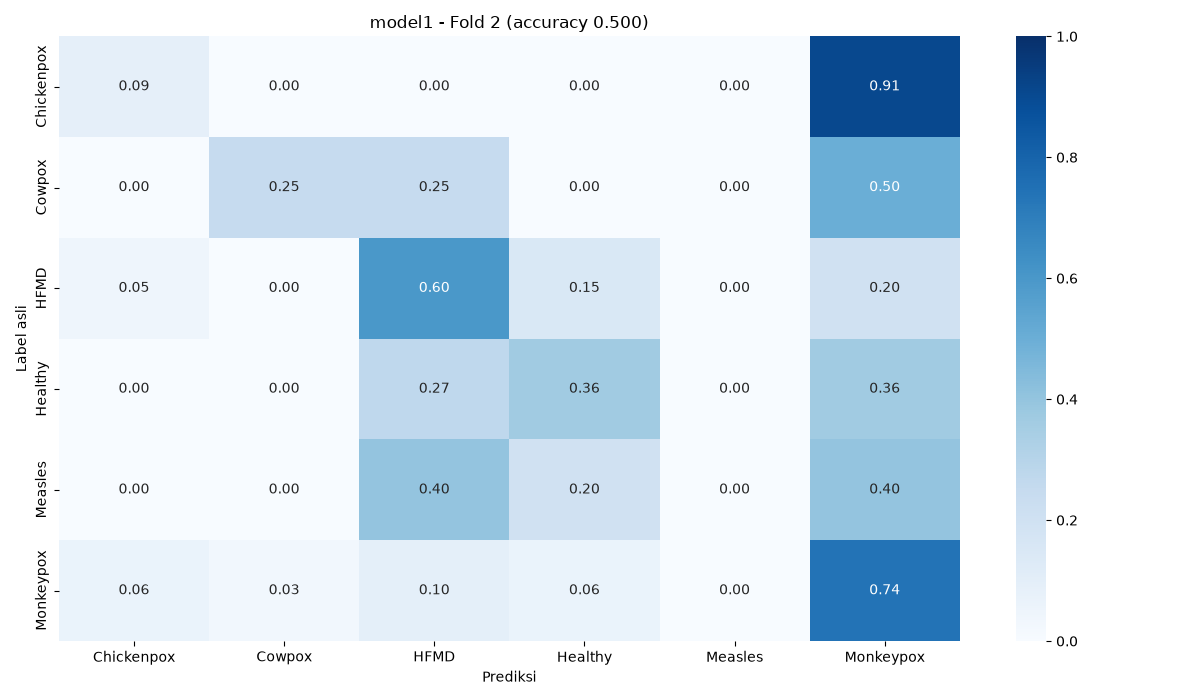 model1 - Fold 2 (accuracy 0.500)
Label asli
Chickenpox 0.09 0.00 0.00 0.00 0.00 0.91
Cowpox 0.00 0.25 0.25 0.00 0.00 0.50
HFMD 0.05 0.00 0.60 0.15 0.00 0.20
Healthy 0.00 0.00 0.27 0.36 0.00 0.36
Measles 0.00 0.00 0.40 0.20 0.00 0.40
Monkeypox 0.06 0.03 0.10 0.06 0.00 0.74
Chickenpox Cowpox HFMD Healthy Measles Monkeypox
Prediksi
1.0
0.8
0.6
0.4
0.2
0.0